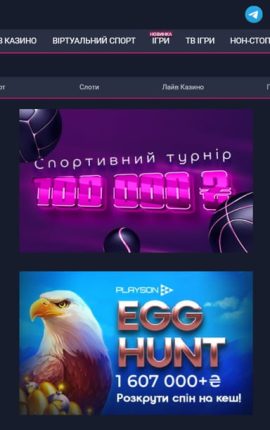 НОВИНКА
В КАЗИНО ВІРТУАЛЬНИЙ СПОРТ ІГРИ ТВ ІГРИ НОН-СТОП
рт Слоти Лайв Казино
Спортивний турнір
100 000 ₴
PLAYSON
EGG
HUNT
1 607 000+₴
Розкрути спін на кеш!